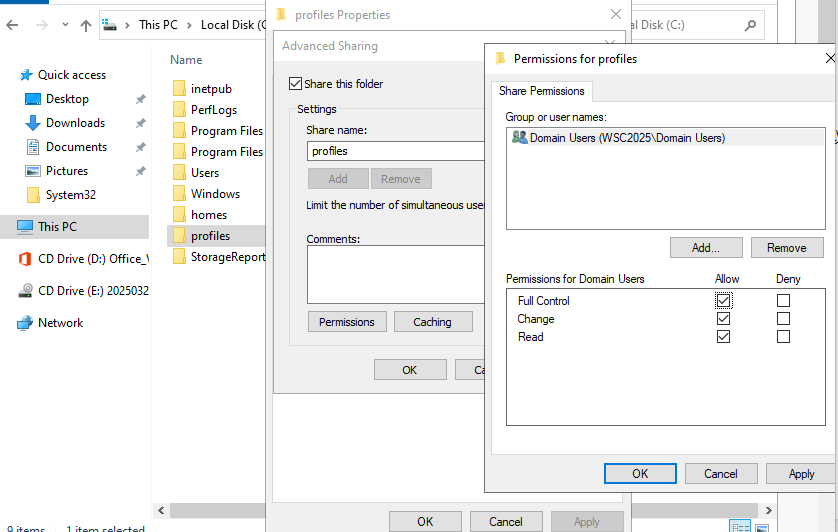 profiles Properties
This PC
Local Disk (C
al Disk (C:)
Advanced Sharing
Permissions for profiles
Quick access
Desktop
Downloads
Documents
Pictures
System32
This PC
CD Drive (D:) Office_
CD Drive (E:) 2025032
Network
Name
inetpub
PerfLogs
Program Files
Program Files
Users
Windows
homes
profiles
StorageReport
Share this folder
Settings
Share name:
profiles
Add
Remove
Limit the number of simultaneous use
Comments:
Permissions
Caching
OK
Ca
Share Permissions
Group or user names:
Domain Users (WSC2025\Domain Users)
Add...
Remove
Permissions for Domain Users
Allow
Deny
Full Control
Change
Read
OK
Cancel
Apply
OK
Cancel
Apply
9 items
1 item selected